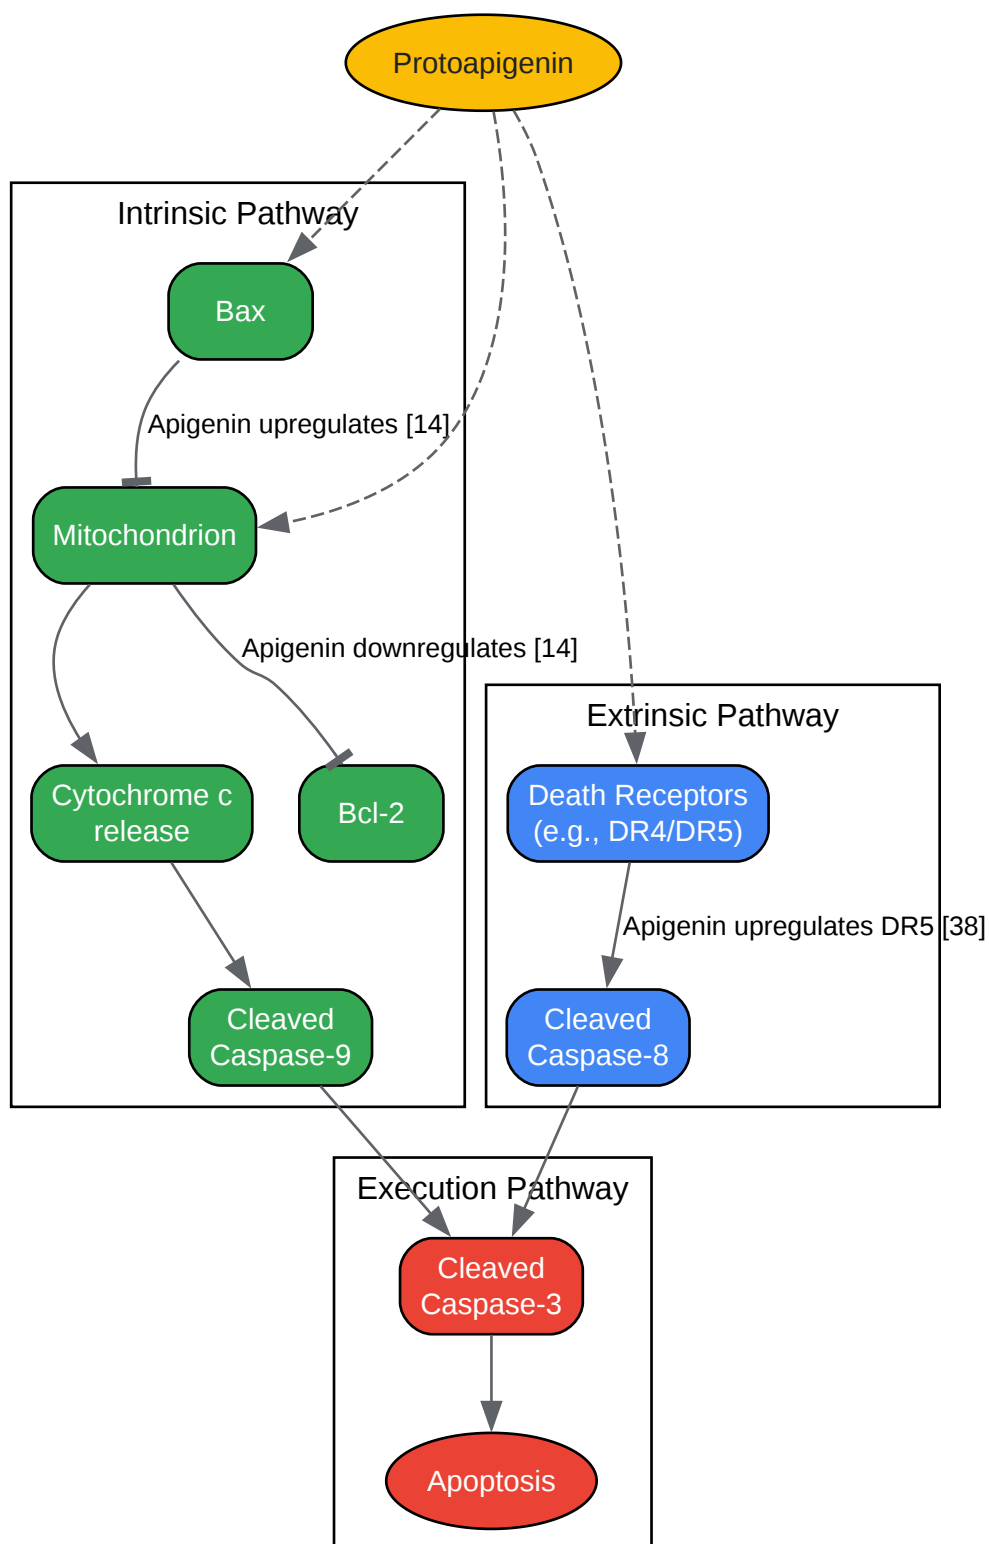 Protoapigenin
Intrinsic Pathway
Bax
Apigenin upregulates [14]
Mitochondrion
Apigenin downregulates [14]
Extrinsic Pathway
Cytochrome c
release
Bcl-2
Death Receptors
(e.g., DR4/DR5)
Apigenin upregulates DR5 [38]
Cleaved
Caspase-9
Cleaved
Caspase-8
Execution Pathway
Cleaved
Caspase-3
Apoptosis